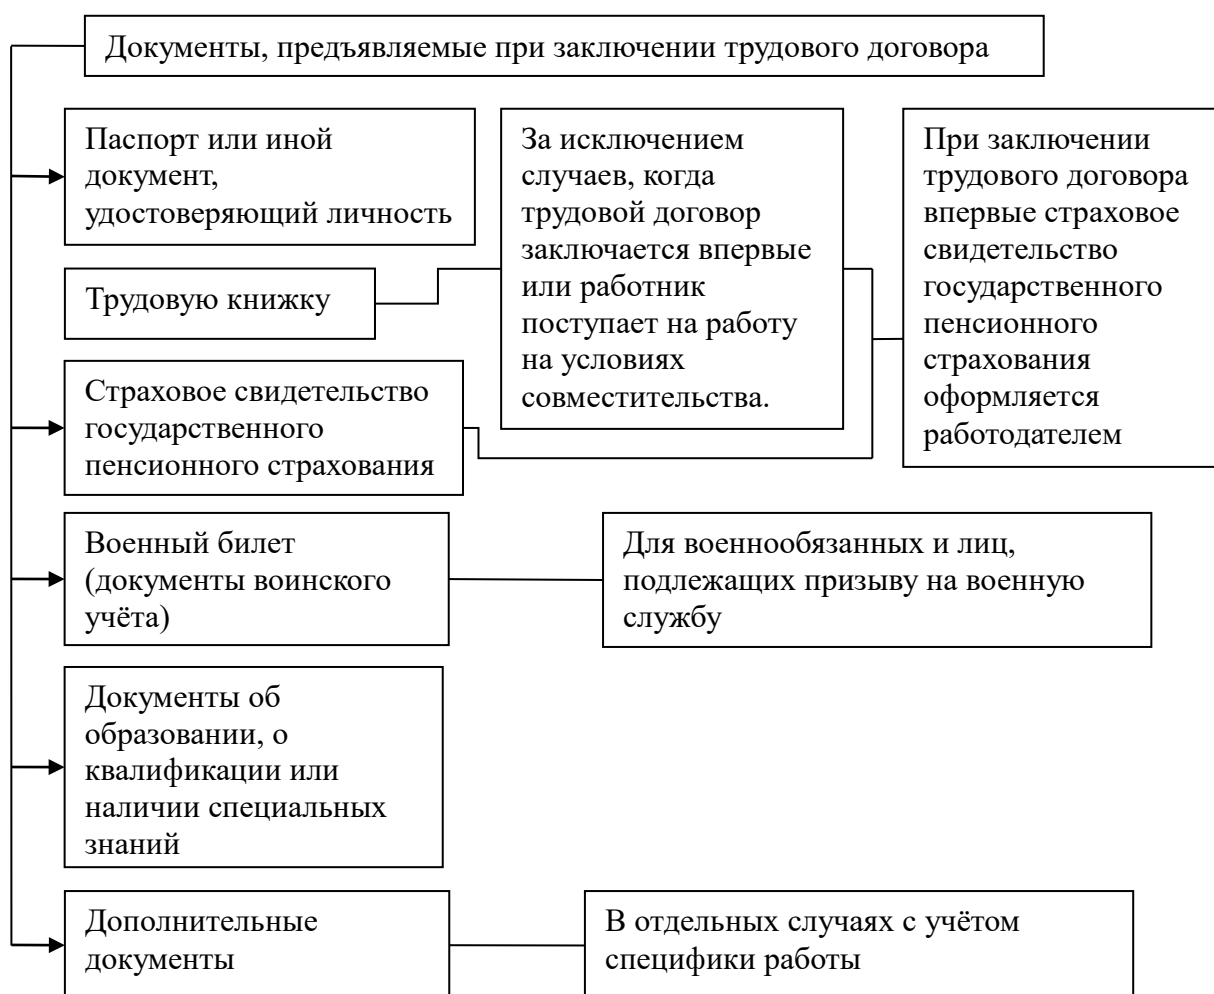 Документы, предъявляемые при заключении трудового договора
Паспорт или иной
документ,
удостоверяющий личность
За исключением
случаев, когда
трудовой договор
заключается впервые
или работник
поступает на работу
на условиях
совместительства.
При заключении
трудового договора
впервые страховое
свидетельство
государственного
пенсионного
страхования
оформляется
работодателем
Трудовую книжку
Страховое свидетельство
государственного
пенсионного страхования
Военный билет
(документы воинского
учёта)
Для военнообязанных и лиц,
подлежащих призыву на военную
службу
Документы об
образовании, о
квалификации или
наличии специальных
знаний
Дополнительные
документы
В отдельных случаях с учётом
специфики работы